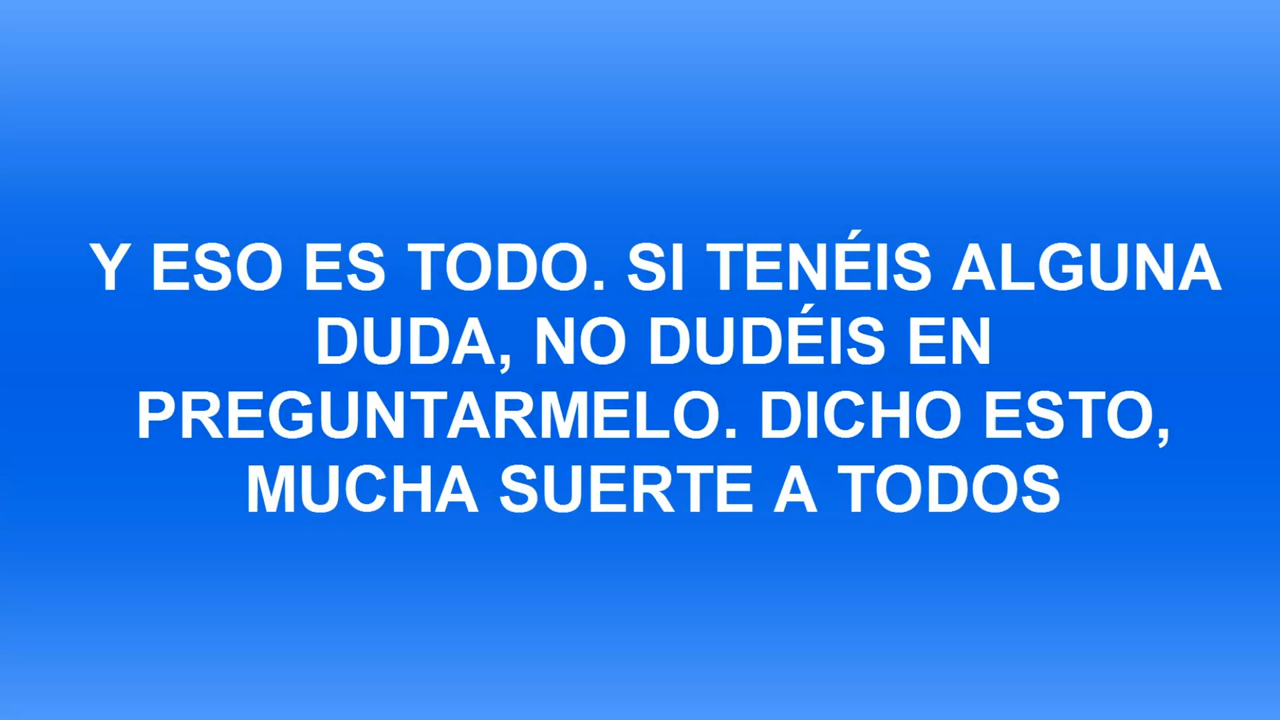 Y ESO ES TODO. SI TENÉIS ALGUNA
DUDA, NO DUDÉIS EN
PREGUNTARMELO. DICHO ESTO,
MUCHA SUERTE A TODOS